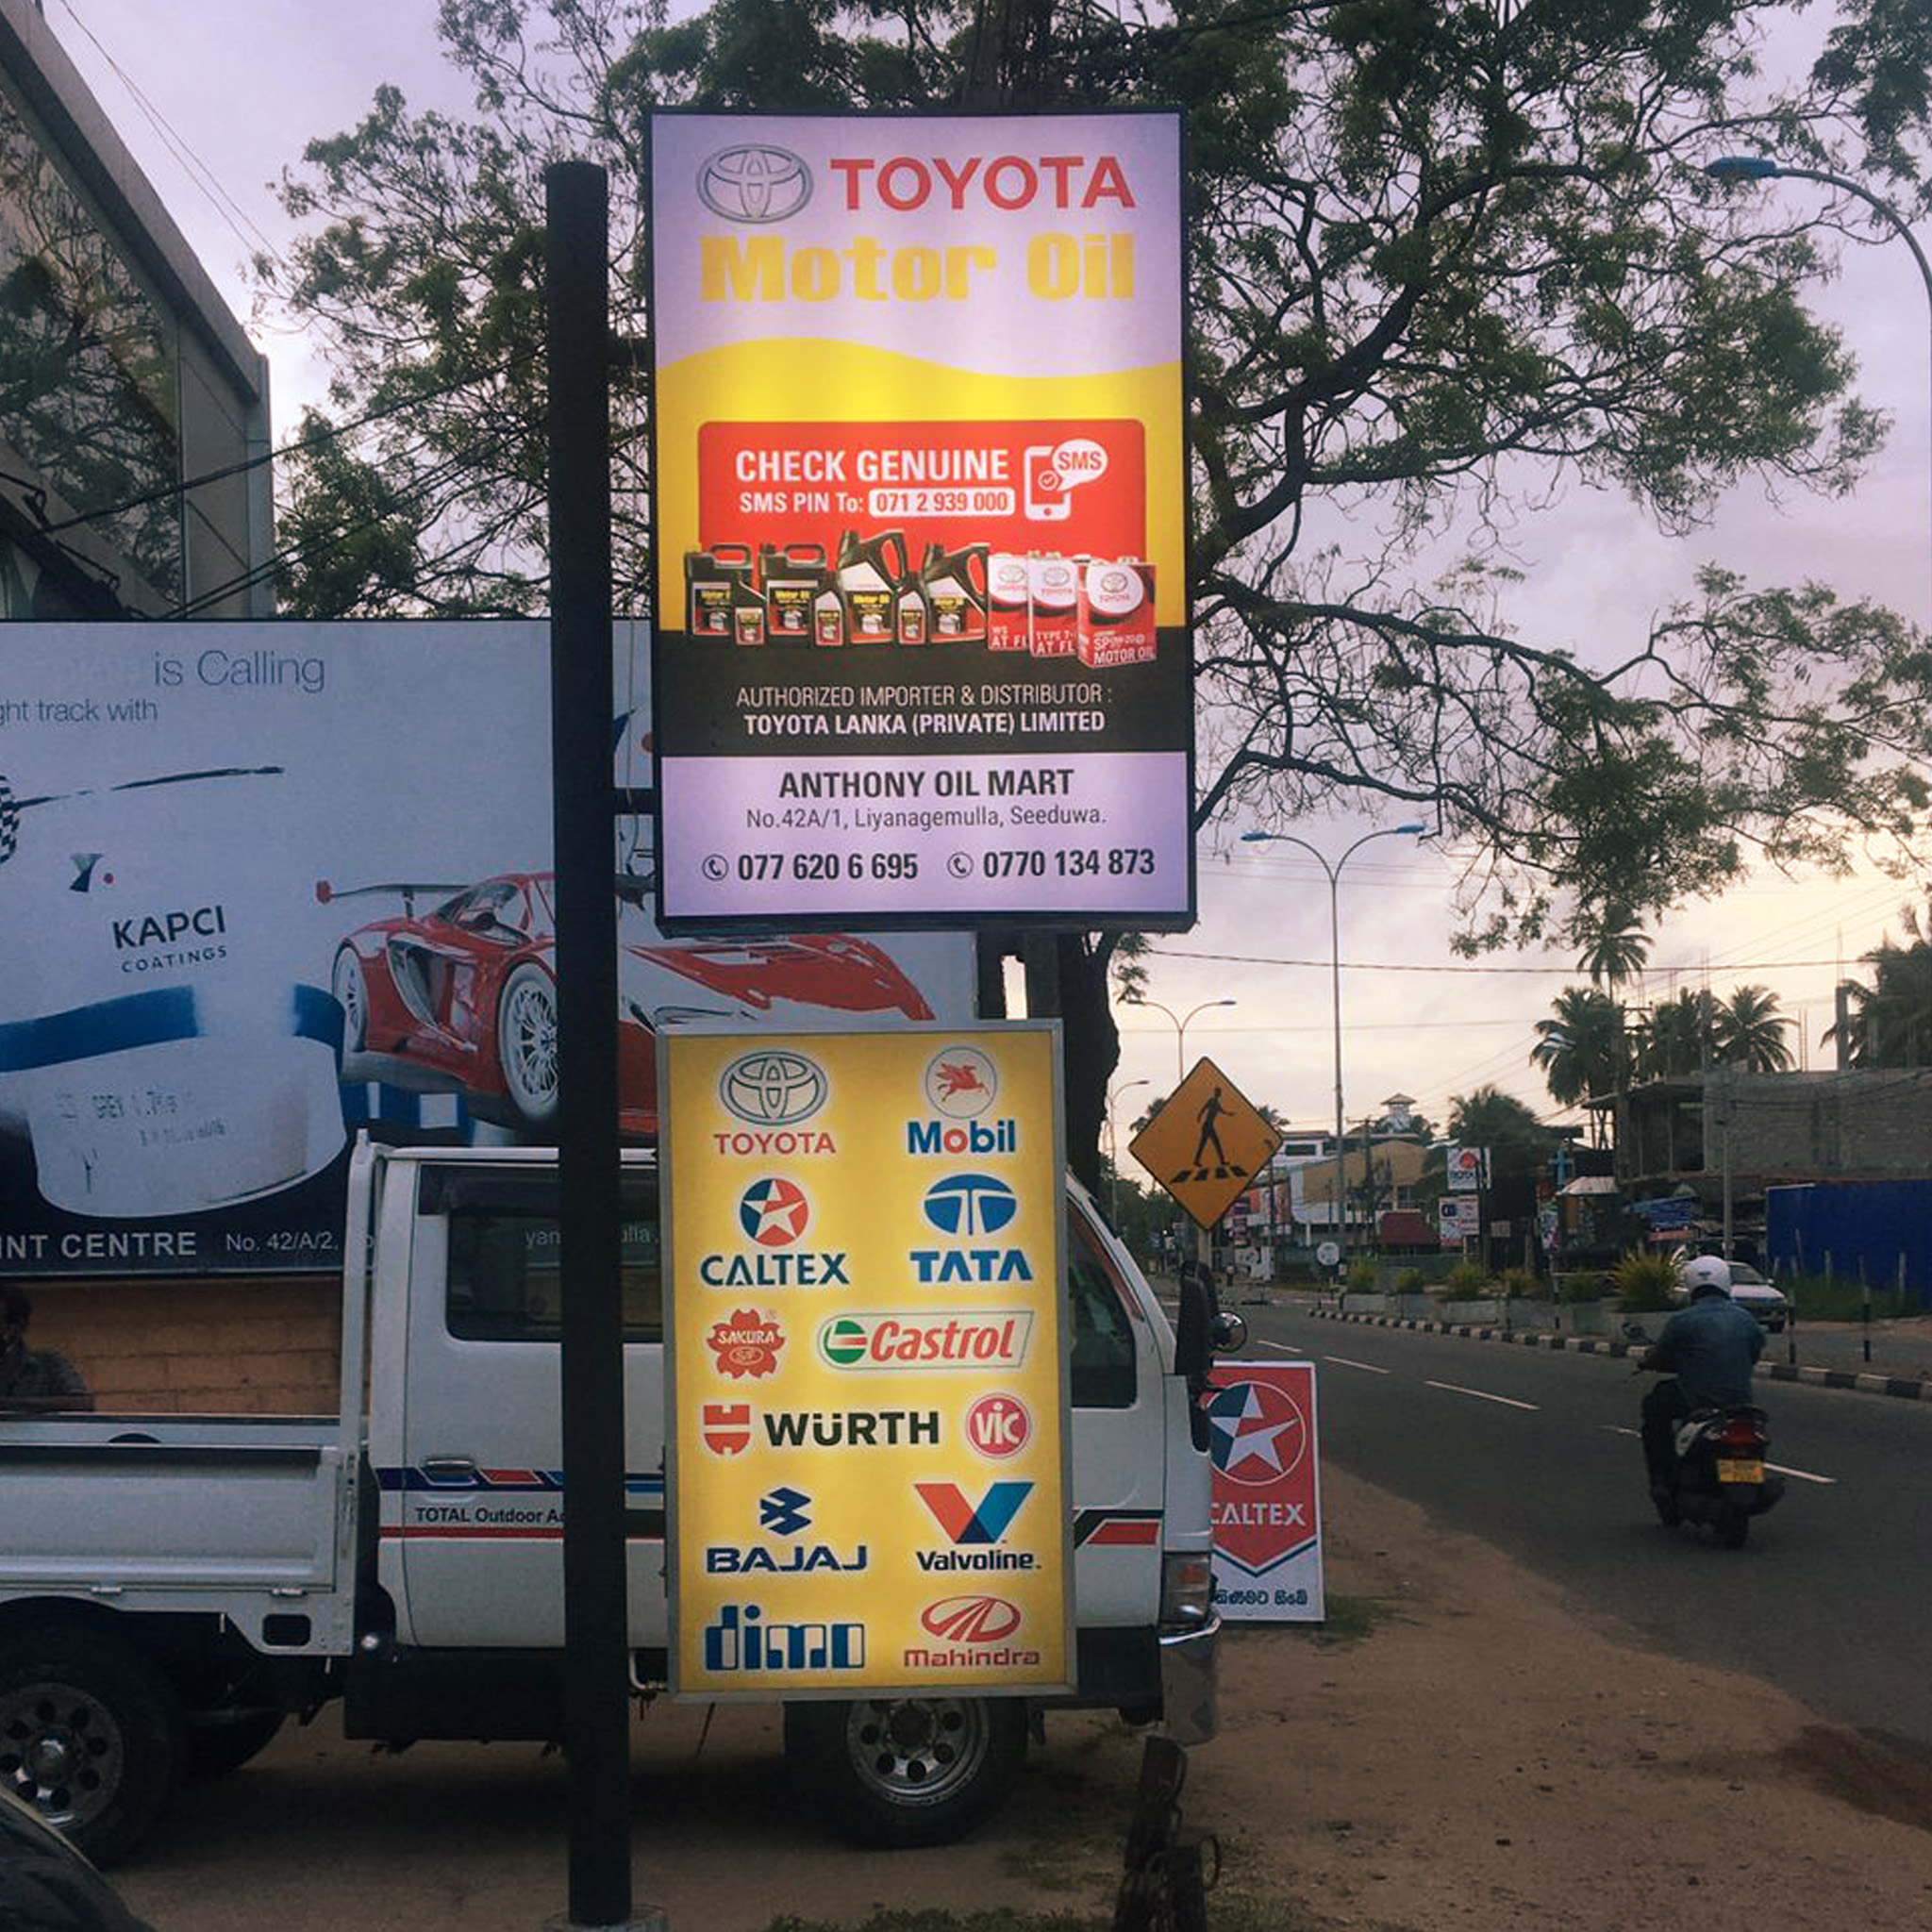 TOYOTA
Motor Oil
CHECK GENUINE
SMS
SMS PIN To: 071 2 939 000
AUTHORIZED IMPORTER & DISTRIBUTOR :
TOYOTA LANKA (PRIVATE) LIMITED
ANTHONY OIL MART
No.42A/1, Liyanagemulla, Seeduwa.
077 620 6 695 0770 134 873
TOYOTA Mobil
CALTEX TATA
SAKURA Castrol
WÜRTH VIC
BAJAJ Valvoline
dimo Mahindra
is Calling
track with
KAPCI
COATINGS
CENTRE No. 42/A/2,
TOTAL Outdoor
CALTEX